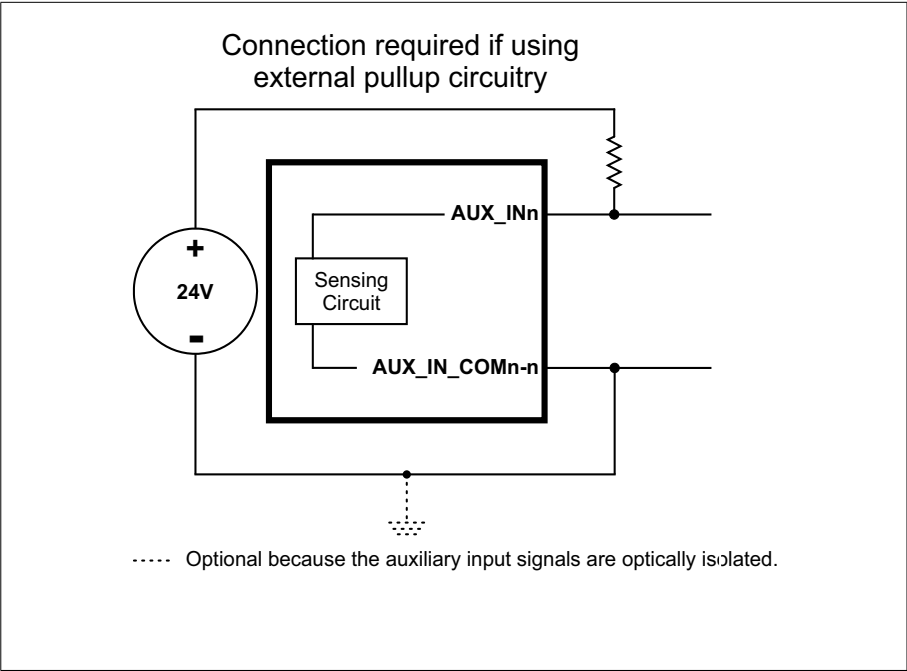 Connection required if using
external pullup circuitry
AUX_INn
+
24V
-
Sensing
Circuit
AUX_IN_COMn-n
Optional because the auxiliary input signals are optically isolated.